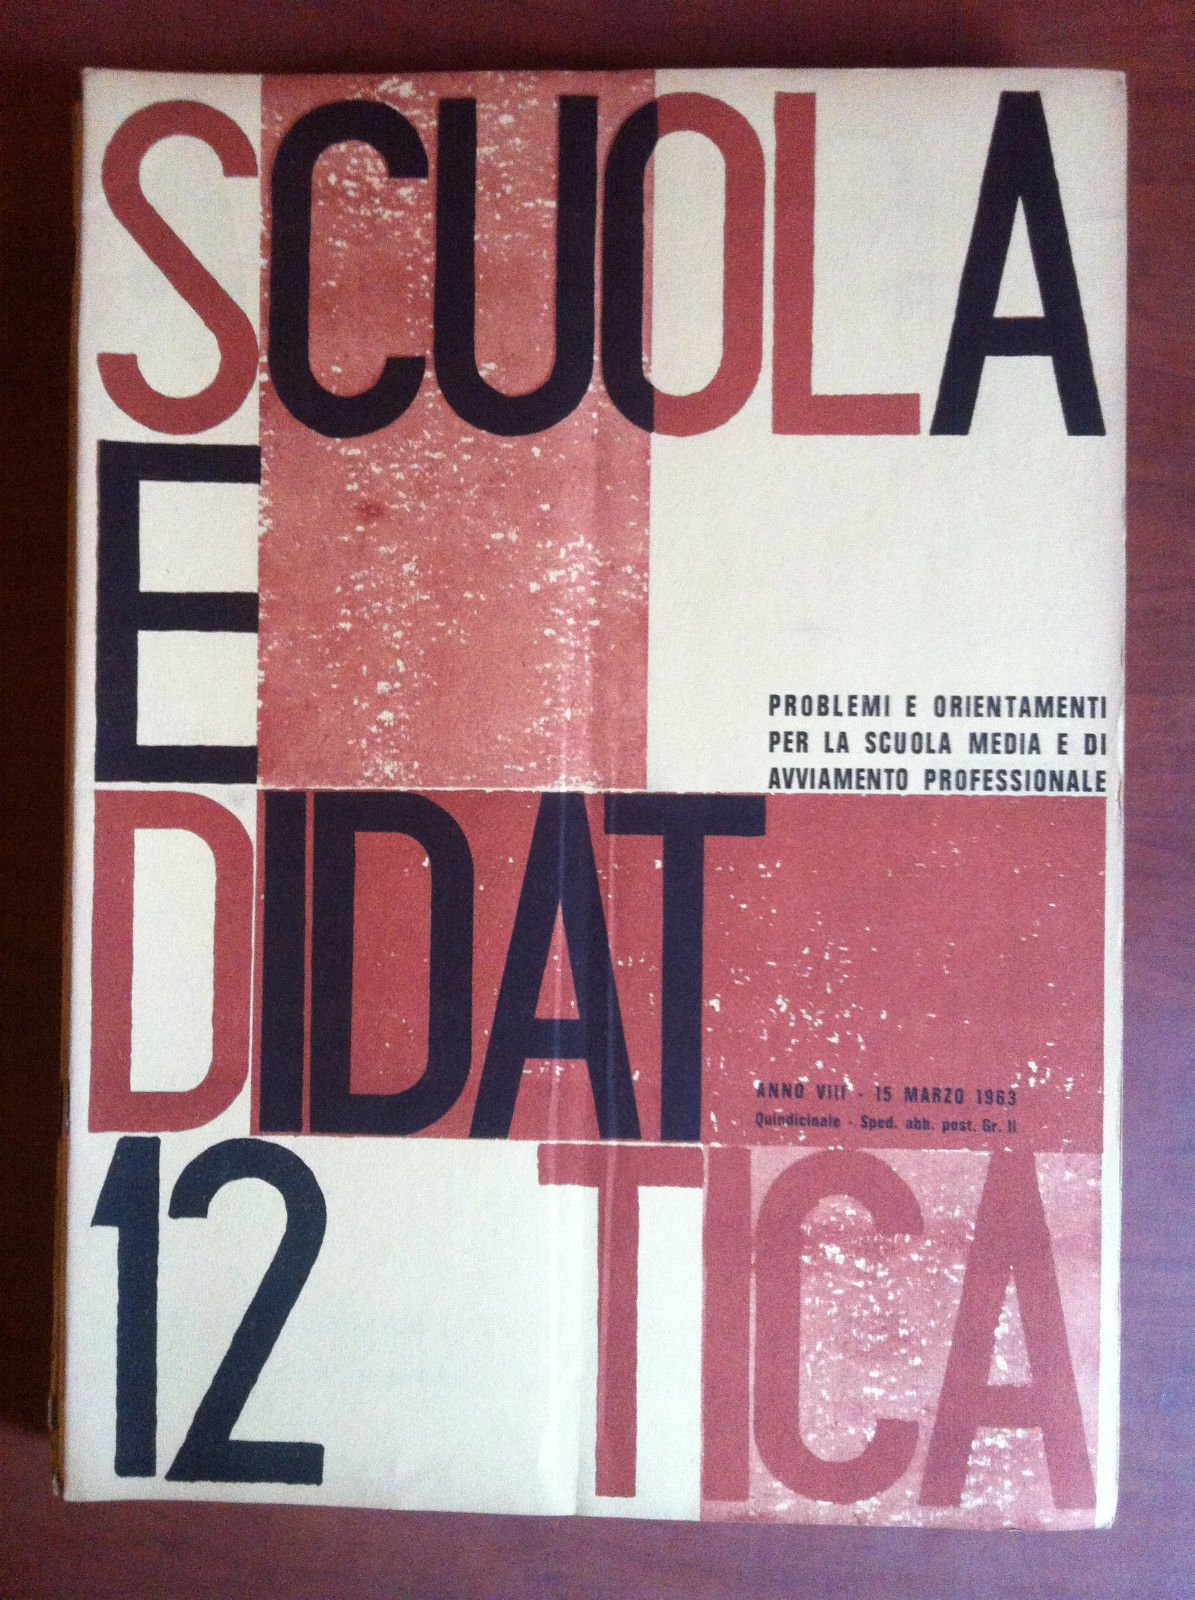 SCUOLA
E
PROBLEMI E ORIENTAMENTI
PER LA SCUOLA MEDIA E DI
AVVIAMENTO PROFESSIONALE
DIDAT
ANNO VIII - 15 MARZO 1963
Quindicinale - Sped. abb. post. Gr. II
12 TICA